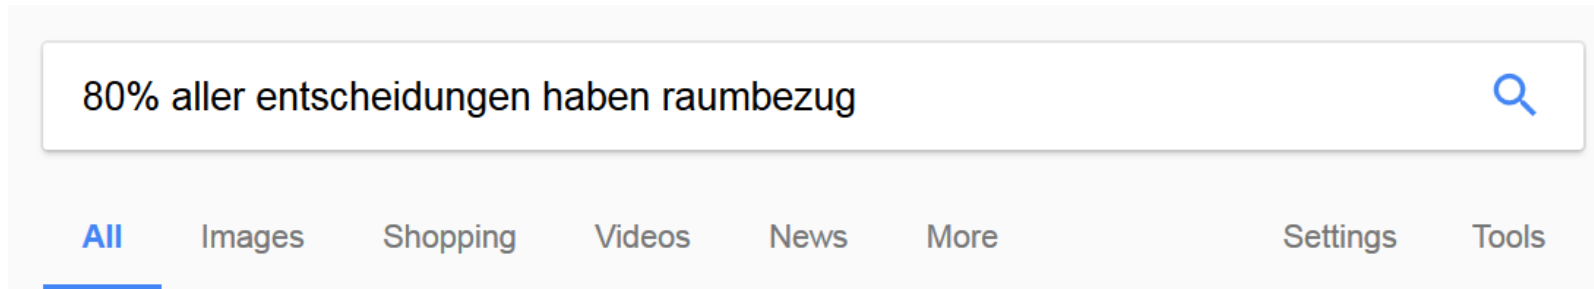 80% aller entscheidungen haben raumbezug
All Images Shopping Videos News More Settings Tools